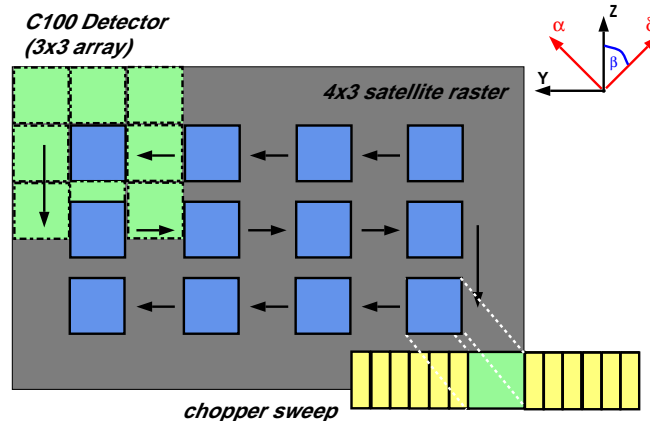 C100 Detector
(3x3 array)
Z
α
δ
β
Y
4x3 satellite raster
chopper sweep